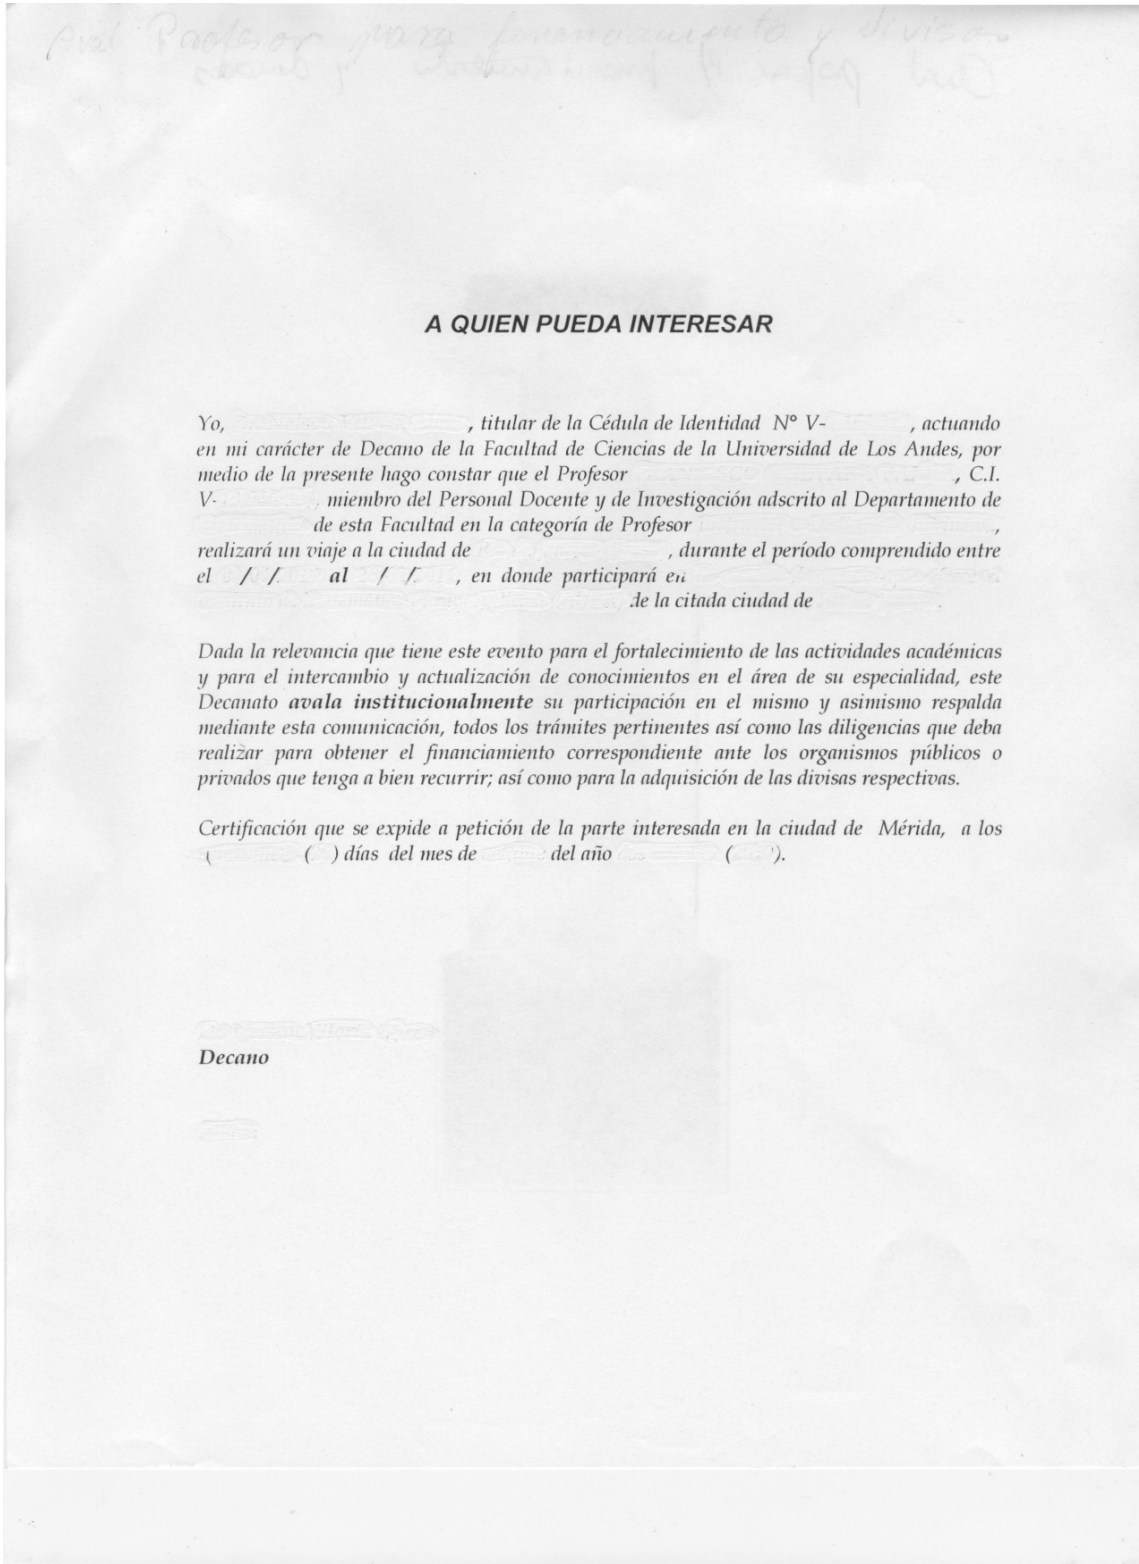 Aval Profesor para financiamiento y divisas
A QUIEN PUEDA INTERESAR
Yo, , titular de la Cédula de Identidad N° V- , actuando
en mi carácter de Decano de la Facultad de Ciencias de la Universidad de Los Andes, por
medio de la presente hago constar que el Profesor , C.I.
V- , miembro del Personal Docente y de Investigación adscrito al Departamento de
de esta Facultad en la categoría de Profesor ,
realizará un viaje a la ciudad de , durante el período comprendido entre
el / / al / / , en donde participará en
de la citada ciudad de .
Dada la relevancia que tiene este evento para el fortalecimiento de las actividades académicas
y para el intercambio y actualización de conocimientos en el área de su especialidad, este
Decanato avala institucionalmente su participación en el mismo y asimismo respalda
mediante esta comunicación, todos los trámites pertinentes así como las diligencias que deba
realizar para obtener el financiamiento correspondiente ante los organismos públicos o
privados que tenga a bien recurrir; así como para la adquisición de las divisas respectivas.
Certificación que se expide a petición de la parte interesada en la ciudad de Mérida, a los
( ( ) días del mes de del año ( ).
Decano